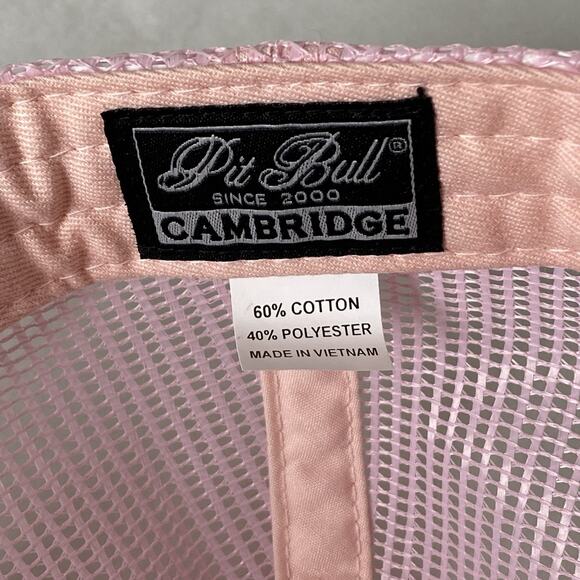 Pit Bull®
SINCE 2000
CAMBRIDGE
60% COTTON
40% POLYESTER
MADE IN VIETNAM